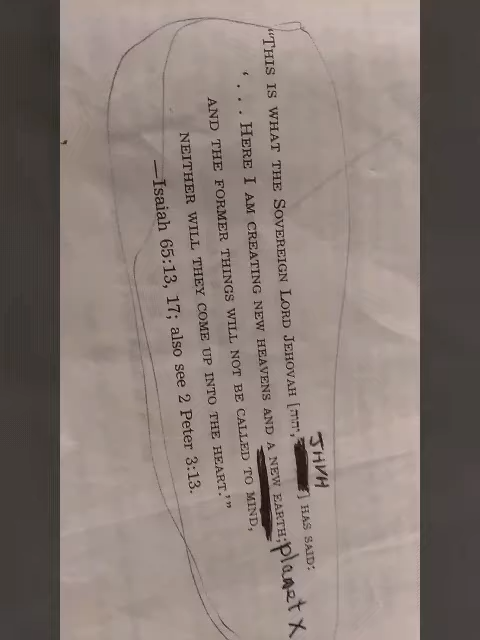 "THIS IS WHAT THE SOVEREIGN LORD JEHOVAH [יהוה, JHVH] HAS SAID:
'. . . HERE I AM CREATING NEW HEAVENS AND A NEW EARTH; planet X
AND THE FORMER THINGS WILL NOT BE CALLED TO MIND,
NEITHER WILL THEY COME UP INTO THE HEART.'"
—Isaiah 65:13, 17; also see 2 Peter 3:13.